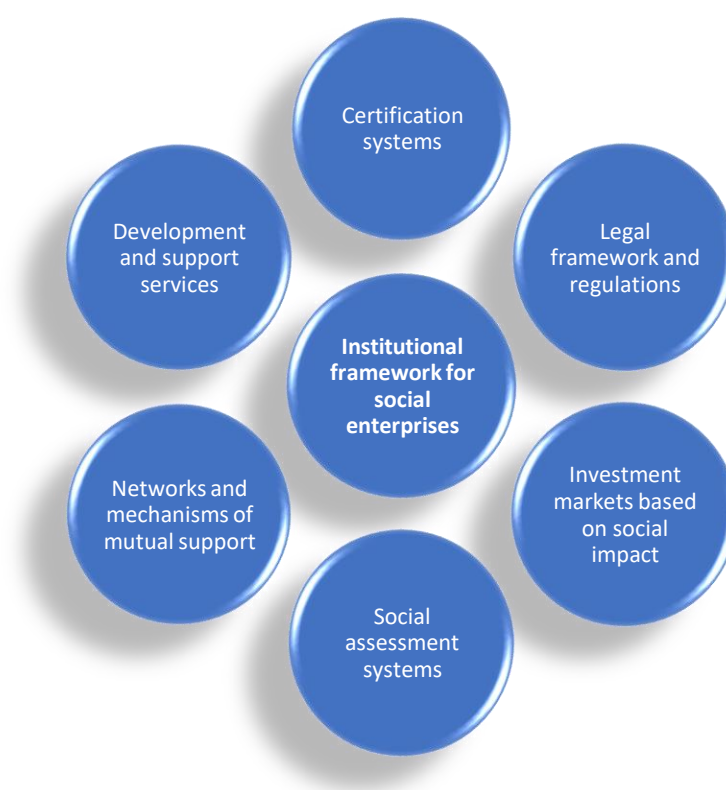 Certification
systems
Legal
framework and
regulations
Investment
markets based
on social
impact
Social
assessment
systems
Networks and
mechanisms of
mutual support
Development
and support
services
Institutional
framework for
social
enterprises